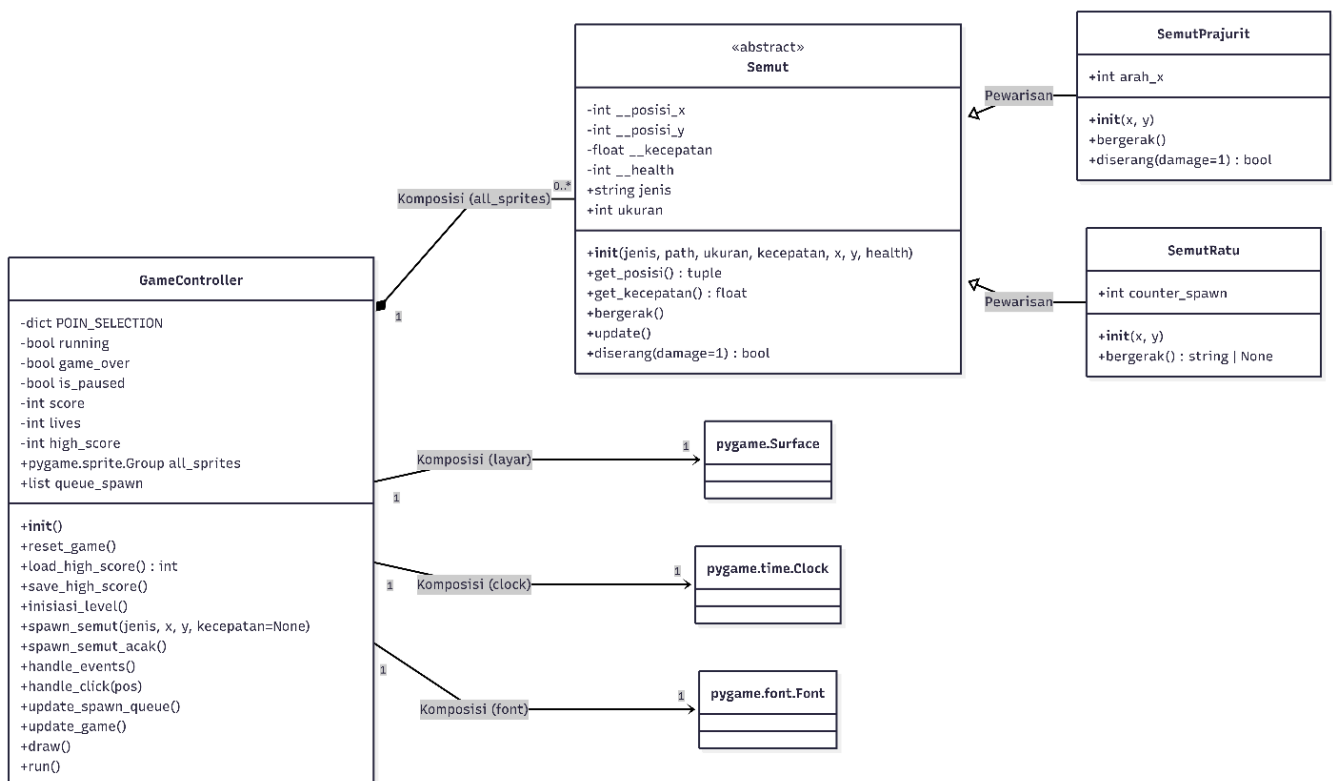 «abstract»
Semut
-int __posisi_x
-int __posisi_y
-float __kecepatan
-int __health
+string jenis
+int ukuran
+init(jenis, path, ukuran, kecepatan, x, y, health)
+get_posisi() : tuple
+get_kecepatan() : float
+bergerak()
+update()
+diserang(damage=1) : bool
SemutPrajurit
+int arah_x
+init(x, y)
+bergerak()
+diserang(damage=1) : bool
Pewarisan
SemutRatu
+int counter_spawn
+init(x, y)
+bergerak() : string | None
Pewarisan
Komposisi (all_sprites)
0..*
1
GameController
-dict POIN_SELECTION
-bool running
-bool game_over
-bool is_paused
-int score
-int lives
-int high_score
+pygame.sprite.Group all_sprites
+list queue_spawn
+init()
+reset_game()
+load_high_score() : int
+save_high_score()
+inisiasi_level()
+spawn_semut(jenis, x, y, kecepatan=None)
+spawn_semut_acak()
+handle_events()
+handle_click(pos)
+update_spawn_queue()
+update_game()
+draw()
+run()
1
Komposisi (layar)
1
pygame.Surface
1
Komposisi (clock)
1
pygame.time.Clock
1
Komposisi (font)
1
pygame.font.Font